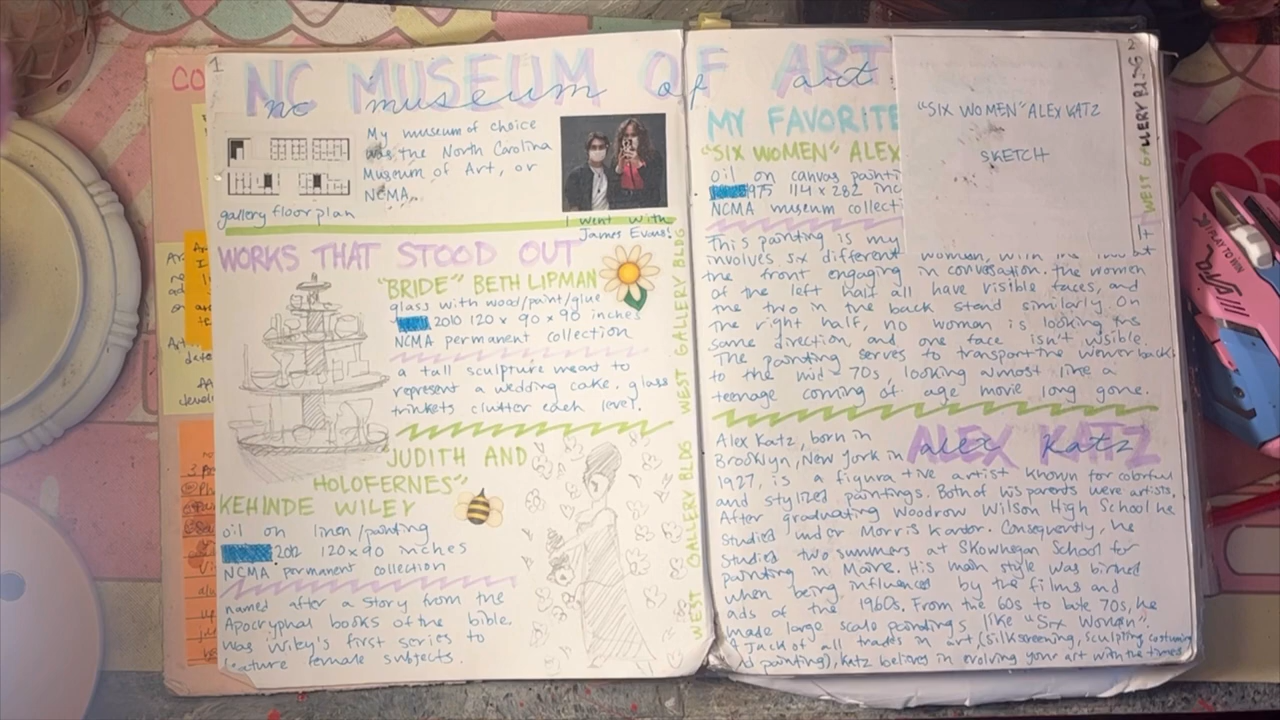 1
NC MUSEUM OF ART
nc museum of art
My museum of choice
was the North Carolina
Museum of Art, or
NCMA.
gallery floorplan
I went with
James Evans!
WORKS THAT STOOD OUT
"BRIDE" BETH LIPMAN
glass with wood/paint/glue
2010 120 x 90 x 90 inches
NCMA permanent collection
a tall sculpture meant to
represent a wedding cake. glass
trinkets clutter each level.
JUDITH AND
HOLOFERNES"
KEHINDE WILEY
oil on linen/painting
2012 120x90 inches
NCMA permanent collection
named after a story from the
Apocryphal books of the bible.
Was Wiley's first series to
feature female subjects.
WEST GALLERY BLDG
WEST GALLERY BLDG
2
MY FAVORITE
"SIX WOMEN" ALEX
oil on canvas painti
1975 114 x 282 inc
NCMA museum collecti
"SIX WOMEN" ALEX KATZ
SKETCH
WEST GALLERY BLDG
This painting is my
involves six different women, with the two at
the front engaging in conversation. The women
of the left half all have visible faces, and
the two in the back stand similarly. On
the right half, no woman is looking the
same direction and one face isn't visible.
The painting serves to transport the viewer back
to the mid 70s, looking almost like a
teenage coming of age movie long gone.
ALEX KATZ
alex katz
Alex Katz, born in
Brooklyn, New York in
1927, is a figurative artist known for colorful
and stylized paintings. Both of his parents were artists.
After graduating Woodrow Wilson High School he
studied under Morris Kantor. Consequently, he
studied two summers at Skowhegan School for
painting in Maine. His main style was birthed
when being influenced by the films and
ads of the 1960s. From the 60s to late 70s, he
made large scale paintings like "Six Woman".
A Jack of all trades in art (silkscreening, sculpting costuming
painting), Katz believes in evolving your art with the times